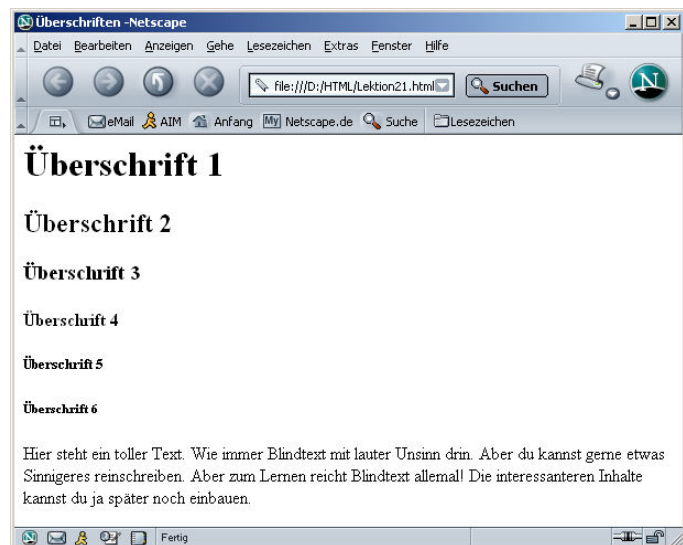 Überschriften -Netscape
Datei Bearbeiten Anzeigen Gehe Lesezeichen Extras Fenster Hilfe
file:///D:/HTML/Lektion21.html Suchen N
eMail AIM Anfang My Netscape.de Suche Lesezeichen
Überschrift 1
Überschrift 2
Überschrift 3
Überschrift 4
Überschrift 5
Überschrift 6
Hier steht ein toller Text. Wie immer Blindtext mit lauter Unsinn drin. Aber du kannst gerne etwas
Sinnigeres reinschreiben. Aber zum Lernen reicht Blindtext allemal! Die interessanteren Inhalte
kannst du ja später noch einbauen.
Fertig